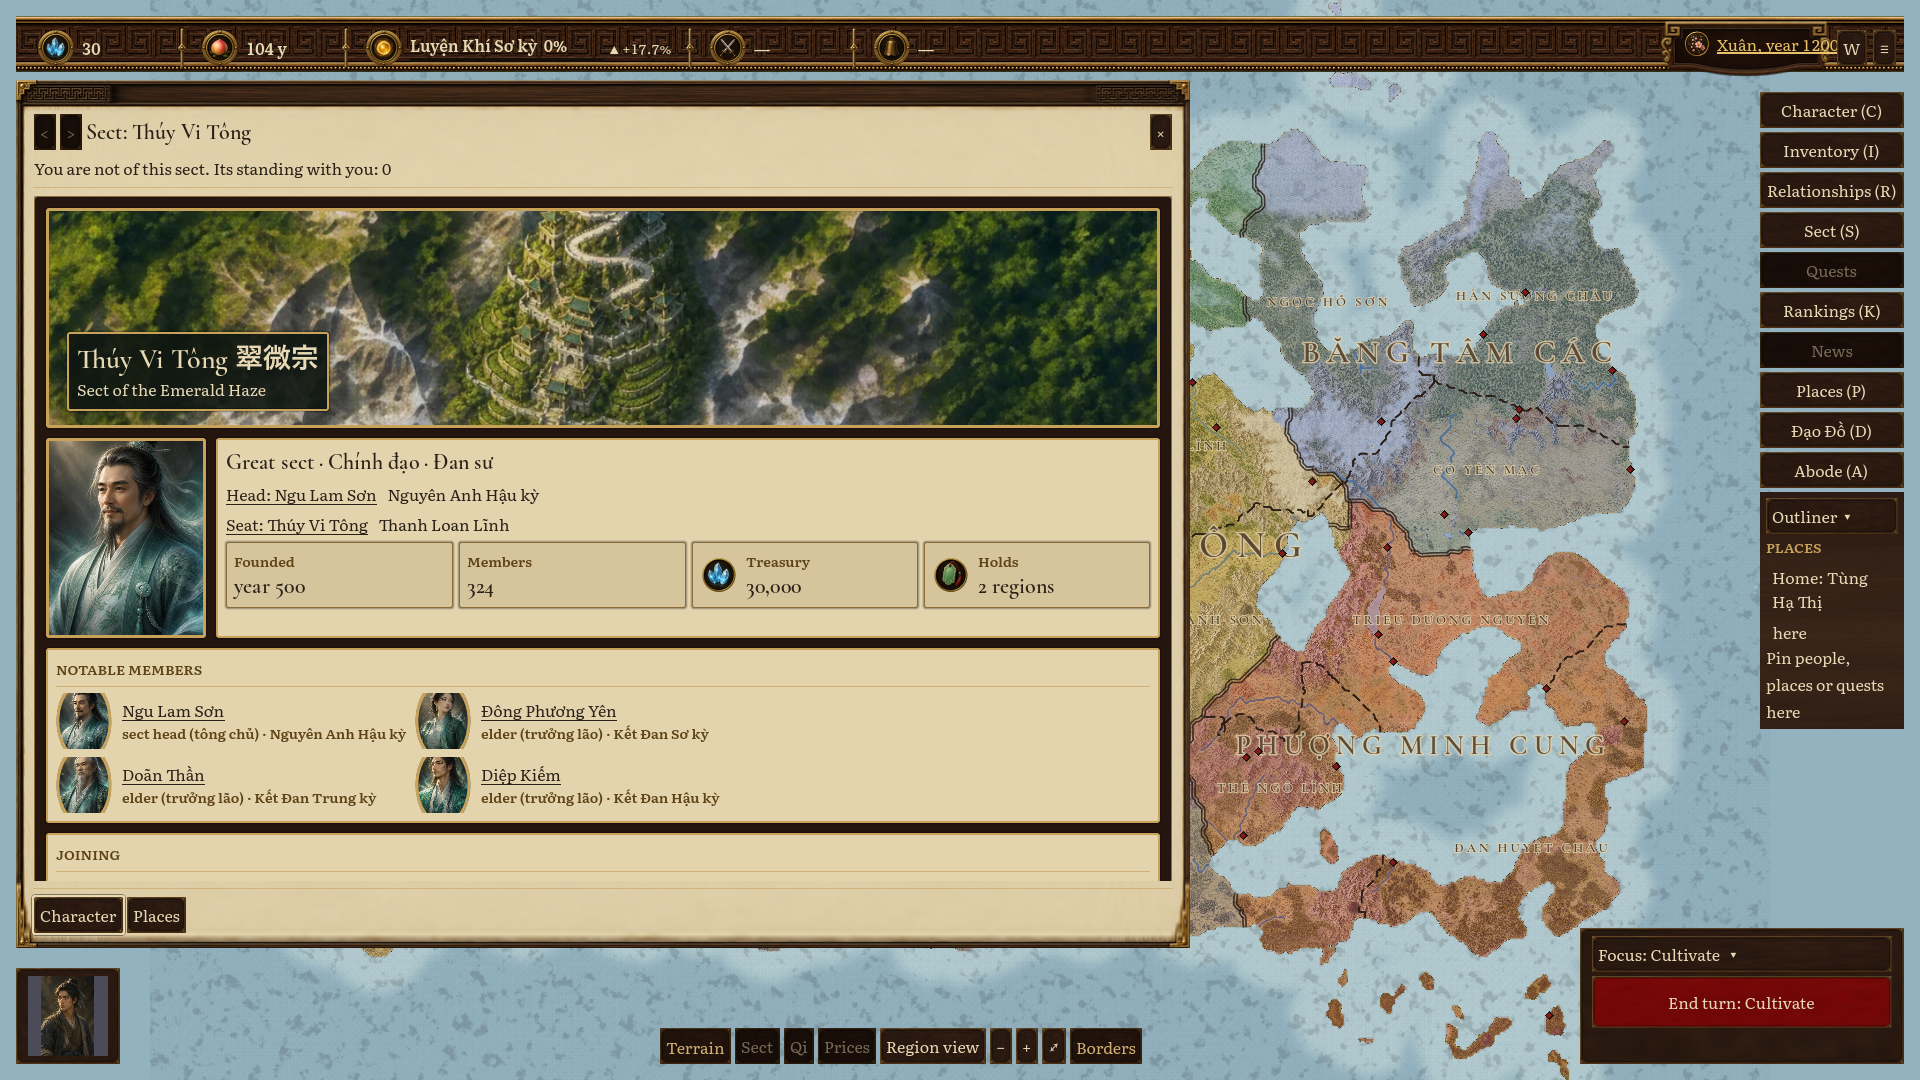 30
104 y
Luyện Khí Sơ kỳ 0%
▲+17.7%
—
—
Xuân, year 1200
W
≡
< > Sect: Thúy Vi Tông
×
You are not of this sect. Its standing with you: 0
Thúy Vi Tông 翠微宗
Sect of the Emerald Haze
Great sect · Chính đạo · Đan sư
Head: Ngu Lam Sơn Nguyên Anh Hậu kỳ
Seat: Thúy Vi Tông Thanh Loan Lĩnh
Founded
year 500
Members
324
Treasury
30,000
Holds
2 regions
NOTABLE MEMBERS
Ngu Lam Sơn
sect head (tông chủ) · Nguyên Anh Hậu kỳ
Đông Phương Yên
elder (trưởng lão) · Kết Đan Sơ kỳ
Doãn Thần
elder (trưởng lão) · Kết Đan Trung kỳ
Diệp Kiếm
elder (trưởng lão) · Kết Đan Hậu kỳ
JOINING
Character
Places
NGỌC HỒ SƠN
HÀN SƯƠNG CHÂU
BĂNG TÂM CÁC
LĨNH
CỔ YÊN MẠC
ÔNG
ANH SƠN
TRIỀU DƯƠNG NGUYÊN
PHƯỢNG MINH CUNG
THÊ NGÔ LĨNH
ĐAN HUYỆT CHÂU
Character (C)
Inventory (I)
Relationships (R)
Sect (S)
Quests
Rankings (K)
News
Places (P)
Đạo Đồ (D)
Abode (A)
Outliner ▾
PLACES
Home: Tùng
Hạ Thị
here
Pin people,
places or quests
here
Focus: Cultivate ▾
End turn: Cultivate
Terrain
Sect
Qi
Prices
Region view
−
+
⤢
Borders